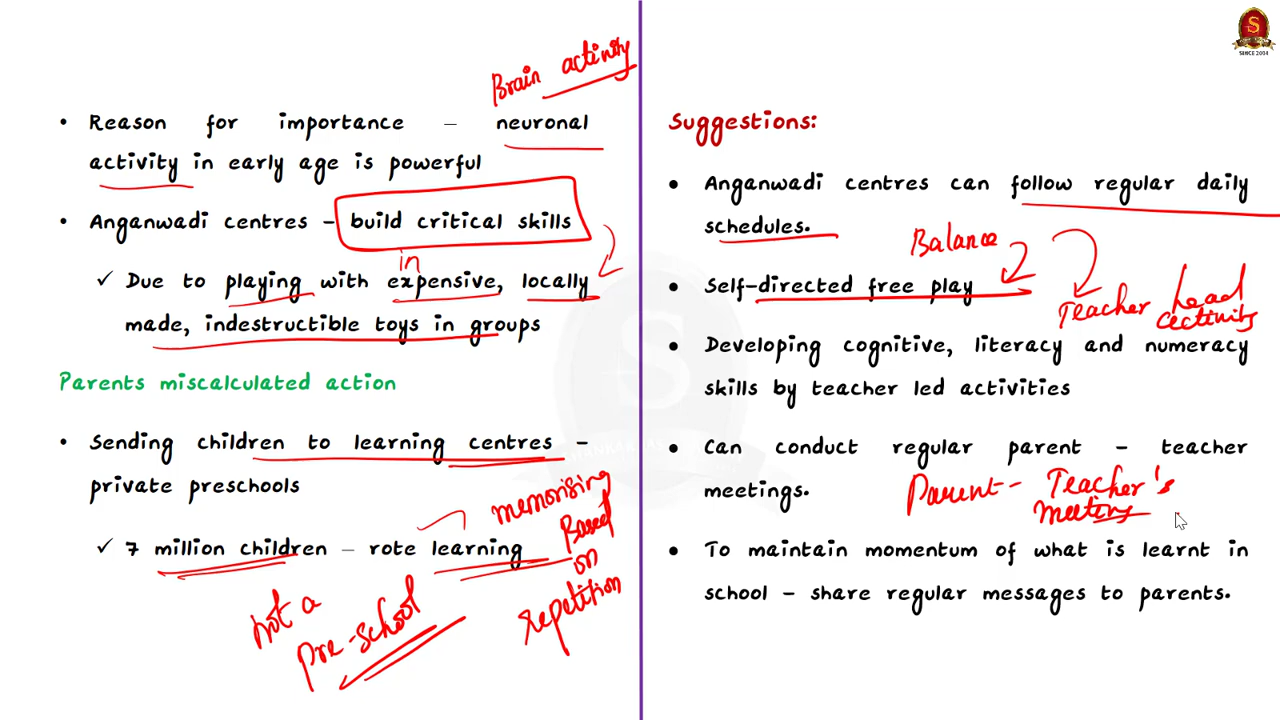 Brain activity
• Reason for importance – neuronal
activity in early age is powerful
• Anganwadi centres – build critical skills
in
✓ Due to playing with expensive, locally
made, indestructible toys in groups
Parents miscalculated action
• Sending children to learning centres –
private preschools
✓ 7 million children – rote learning
memorising
Based
on
repetition
not a
pre-school
S
SINCE 2004
Suggestions:
• Anganwadi centres can follow regular daily
schedules.
Balance
• Self-directed free play
Teacher head
activity
• Developing cognitive, literacy and numeracy
skills by teacher led activities
• Can conduct regular parent – teacher
meetings.
Parent- Teacher's
meeting
• To maintain momentum of what is learnt in
school – share regular messages to parents.